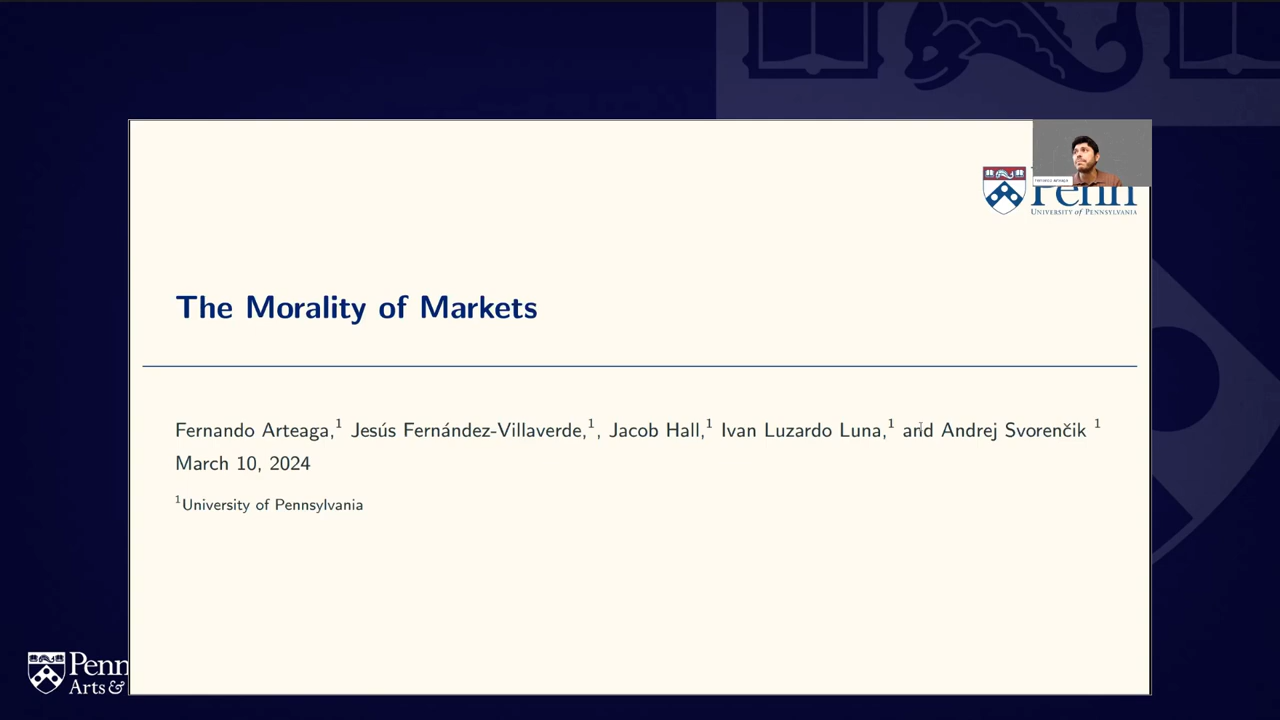 Penn
UNIVERSITY of PENNSYLVANIA
The Morality of Markets
Fernando Arteaga,¹ Jesús Fernández-Villaverde,¹, Jacob Hall,¹ Ivan Luzardo Luna,¹ and Andrej Svorenčik ¹
March 10, 2024
¹University of Pennsylvania
Penn
Arts &